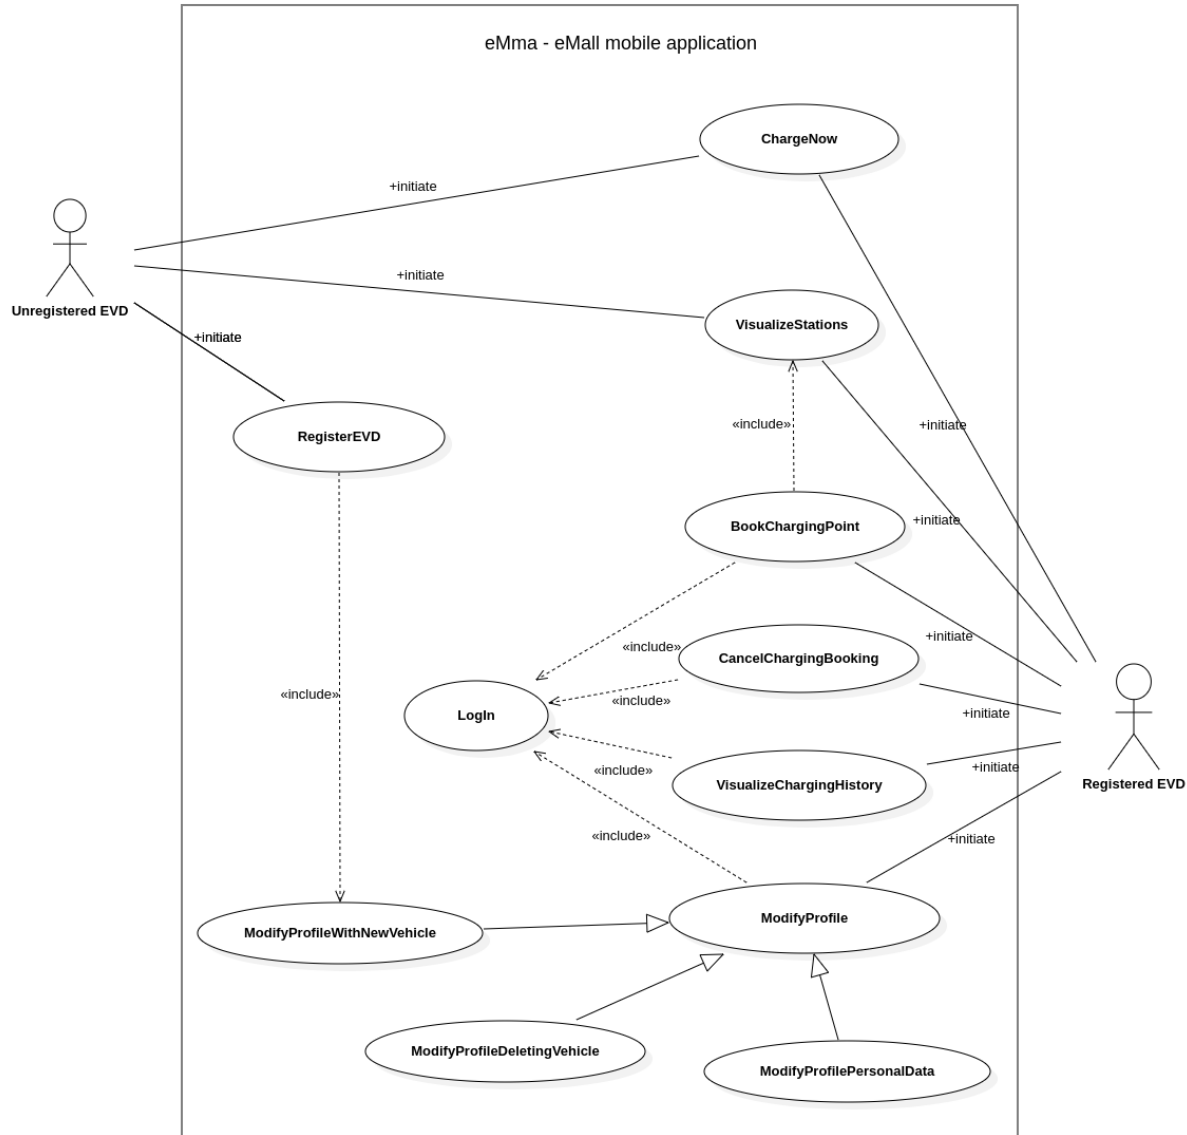 eMma - eMall mobile application
ChargeNow
+initiate
Unregistered EVD
+initiate
VisualizeStations
+initiate
RegisterEVD
«include»
+initiate
BookChargingPoint
+initiate
+initiate
«include»
CancelChargingBooking
«include»
«include»
LogIn
+initiate
«include»
VisualizeChargingHistory
+initiate
Registered EVD
«include»
+initiate
ModifyProfile
ModifyProfileWithNewVehicle
ModifyProfileDeletingVehicle
ModifyProfilePersonalData